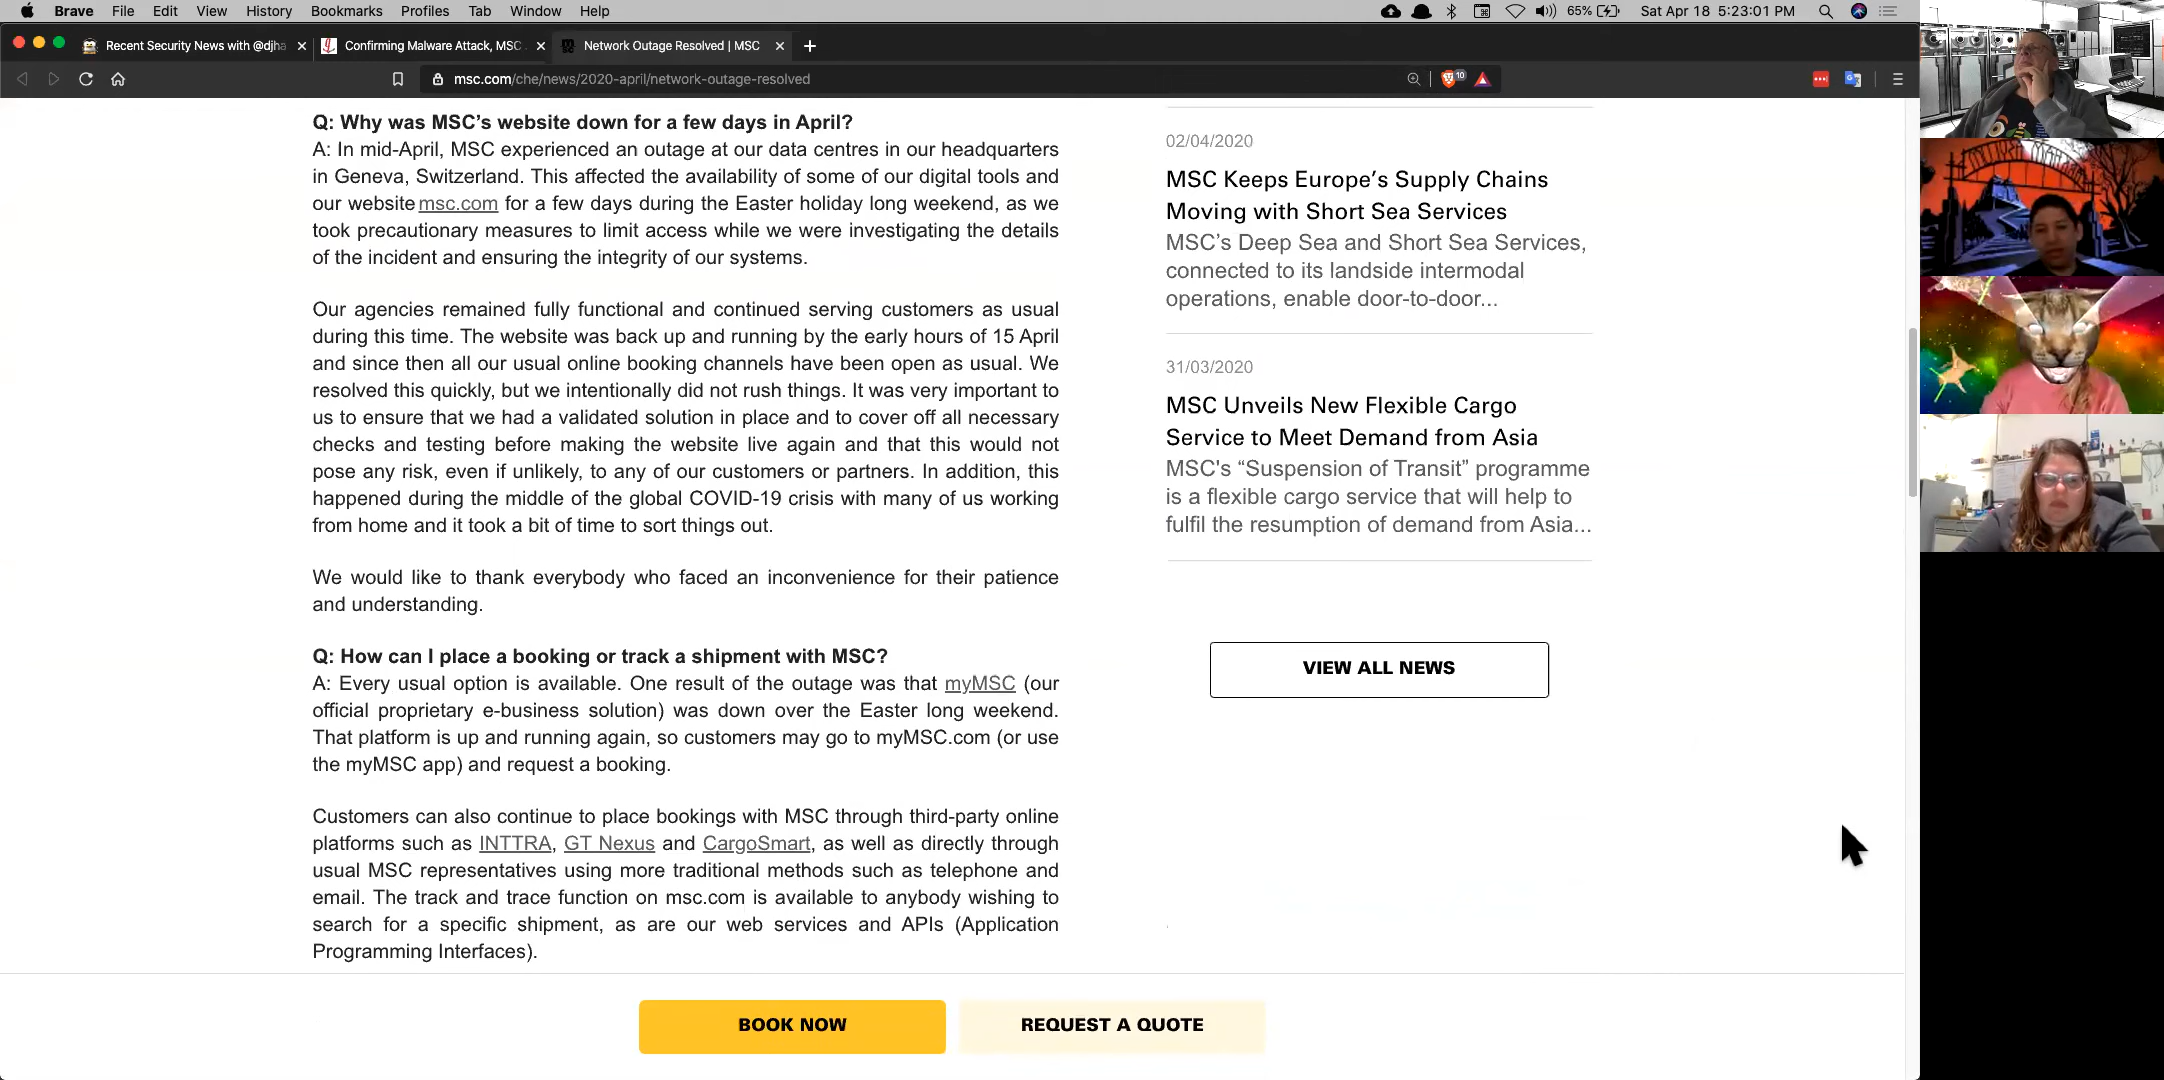 Brave File Edit View History Bookmarks Profiles Tab Window Help 65% Sat Apr 18 5:23:01 PM
Recent Security News with @djha Confirming Malware Attack, MSC Network Outage Resolved | MSC
msc.com/che/news/2020-april/network-outage-resolved 10
Q: Why was MSC’s website down for a few days in April?
A: In mid-April, MSC experienced an outage at our data centres in our headquarters
in Geneva, Switzerland. This affected the availability of some of our digital tools and
our website msc.com for a few days during the Easter holiday long weekend, as we
took precautionary measures to limit access while we were investigating the details
of the incident and ensuring the integrity of our systems.
Our agencies remained fully functional and continued serving customers as usual
during this time. The website was back up and running by the early hours of 15 April
and since then all our usual online booking channels have been open as usual. We
resolved this quickly, but we intentionally did not rush things. It was very important to
us to ensure that we had a validated solution in place and to cover off all necessary
checks and testing before making the website live again and that this would not
pose any risk, even if unlikely, to any of our customers or partners. In addition, this
happened during the middle of the global COVID-19 crisis with many of us working
from home and it took a bit of time to sort things out.
We would like to thank everybody who faced an inconvenience for their patience
and understanding.
Q: How can I place a booking or track a shipment with MSC?
A: Every usual option is available. One result of the outage was that myMSC (our
official proprietary e-business solution) was down over the Easter long weekend.
That platform is up and running again, so customers may go to myMSC.com (or use
the myMSC app) and request a booking.
Customers can also continue to place bookings with MSC through third-party online
platforms such as INTTRA, GT Nexus and CargoSmart, as well as directly through
usual MSC representatives using more traditional methods such as telephone and
email. The track and trace function on msc.com is available to anybody wishing to
search for a specific shipment, as are our web services and APIs (Application
Programming Interfaces).
02/04/2020
MSC Keeps Europe’s Supply Chains
Moving with Short Sea Services
MSC’s Deep Sea and Short Sea Services,
connected to its landside intermodal
operations, enable door-to-door...
31/03/2020
MSC Unveils New Flexible Cargo
Service to Meet Demand from Asia
MSC's “Suspension of Transit” programme
is a flexible cargo service that will help to
fulfil the resumption of demand from Asia...
VIEW ALL NEWS
BOOK NOW REQUEST A QUOTE